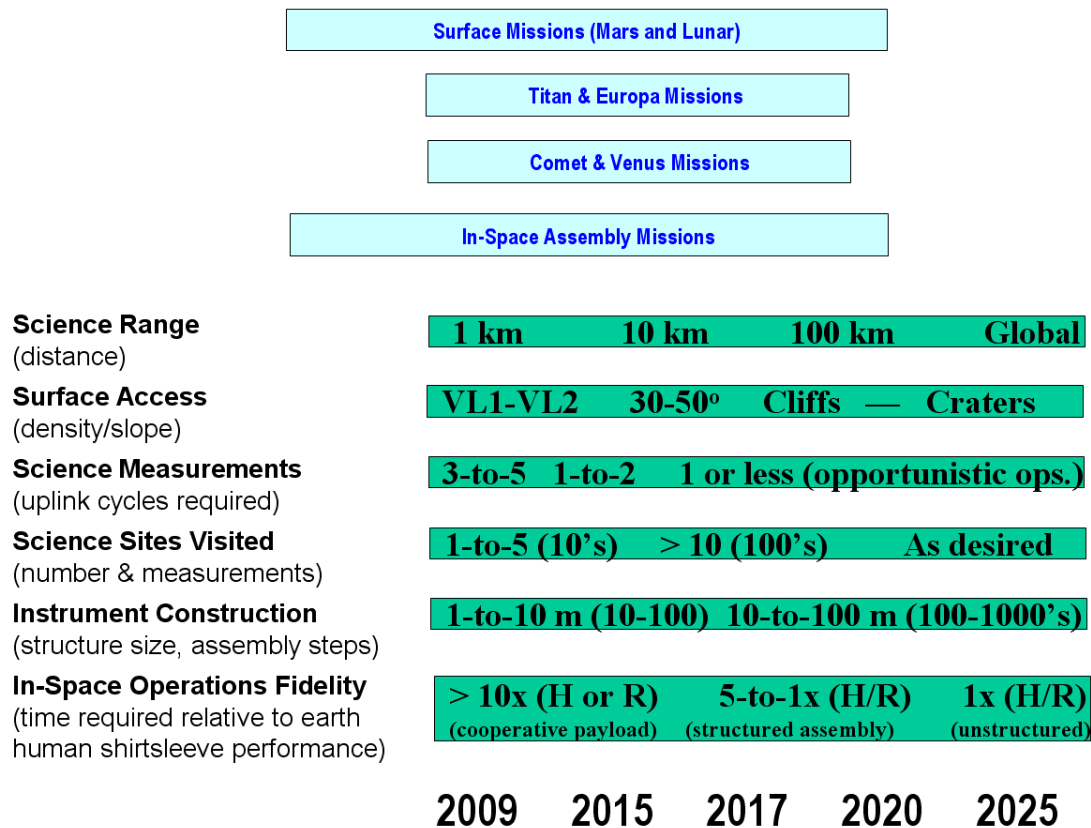 Surface Missions (Mars and Lunar)
Titan & Europa Missions
Comet & Venus Missions
In-Space Assembly Missions
Science Range
(distance)
1 km 10 km 100 km Global
Surface Access
(density/slope)
VL1-VL2 30-50º Cliffs — Craters
Science Measurements
(uplink cycles required)
3-to-5 1-to-2 1 or less (opportunistic ops.)
Science Sites Visited
(number & measurements)
1-to-5 (10’s) > 10 (100’s) As desired
Instrument Construction
(structure size, assembly steps)
1-to-10 m (10-100) 10-to-100 m (100-1000’s)
In-Space Operations Fidelity
(time required relative to earth
human shirtsleeve performance)
> 10x (H or R) 5-to-1x (H/R) 1x (H/R)
(cooperative payload) (structured assembly) (unstructured)
2009 2015 2017 2020 2025